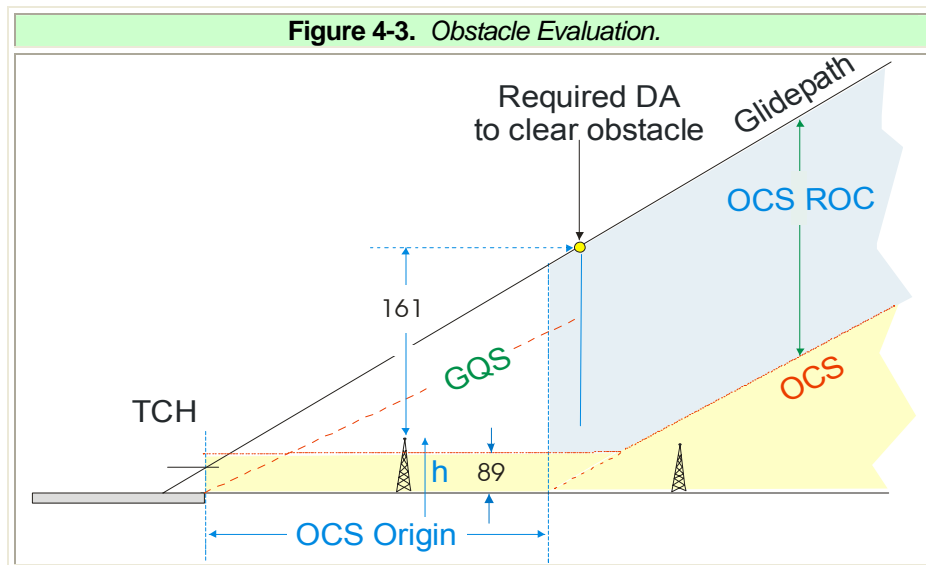 Figure 4-3. Obstacle Evaluation.
Required DA
to clear obstacle
Glidepath
OCS ROC
161
GQS
OCS
TCH
h
89
OCS Origin